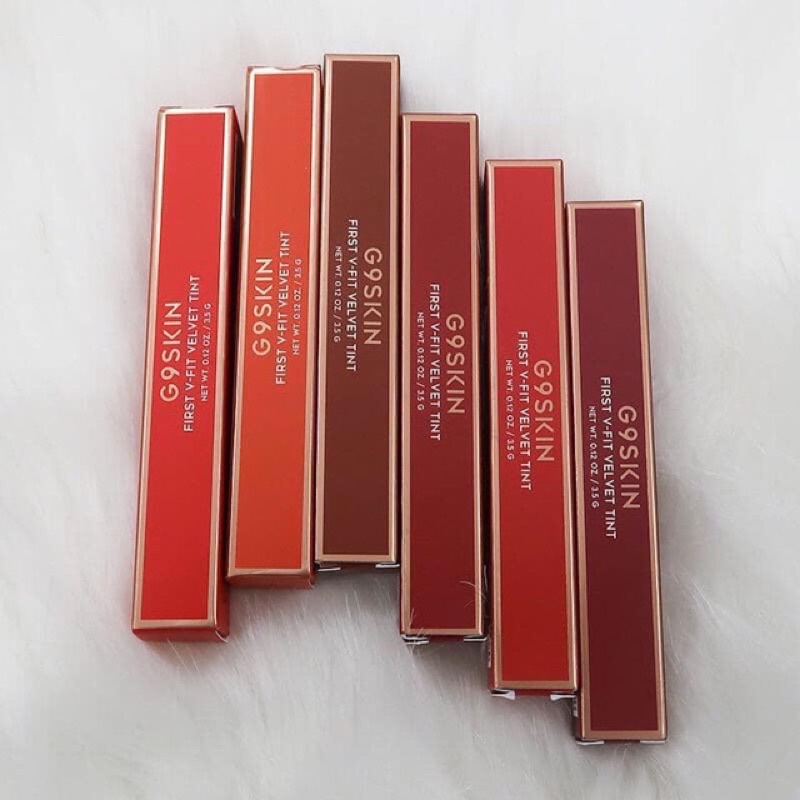 G9SKIN
FIRST V-FIT VELVET TINT
NET WT. 0.12 OZ. / 3.5 G
G9SKIN
FIRST V-FIT VELVET TINT
NET WT. 0.12 OZ. / 3.5 G
G9SKIN
FIRST V-FIT VELVET TINT
NET WT. 0.12 OZ. / 3.5 G
G9SKIN
FIRST V-FIT VELVET TINT
NET WT. 0.12 OZ. / 3.5 G
G9SKIN
FIRST V-FIT VELVET TINT
NET WT. 0.12 OZ. / 3.5 G
G9SKIN
FIRST V-FIT VELVET TINT
NET WT. 0.12 OZ. / 3.5 G